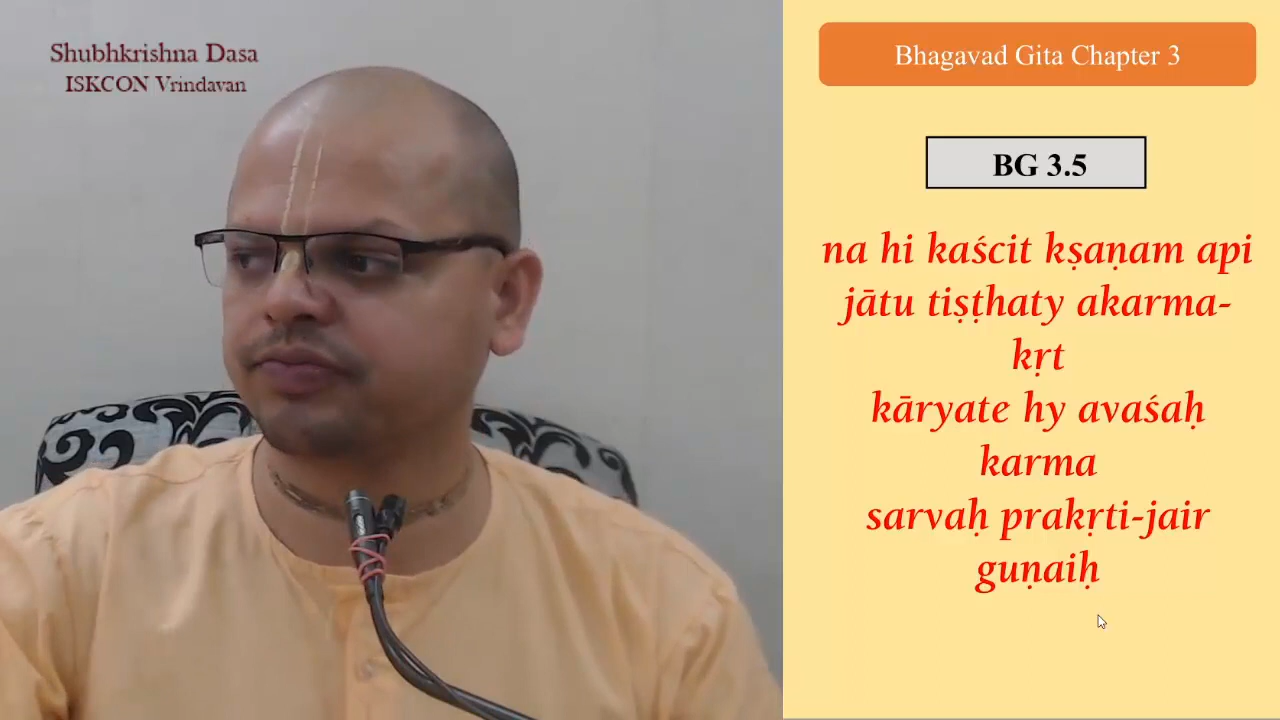 Shubhkrishna Dasa
ISKCON Vrindavan
Bhagavad Gita Chapter 3
BG 3.5
na hi kaścit kṣaṇam api
jātu tiṣṭhaty akarma-
kṛt
kāryate hy avaśaḥ
karma
sarvaḥ prakṛti-jair
guṇaiḥ